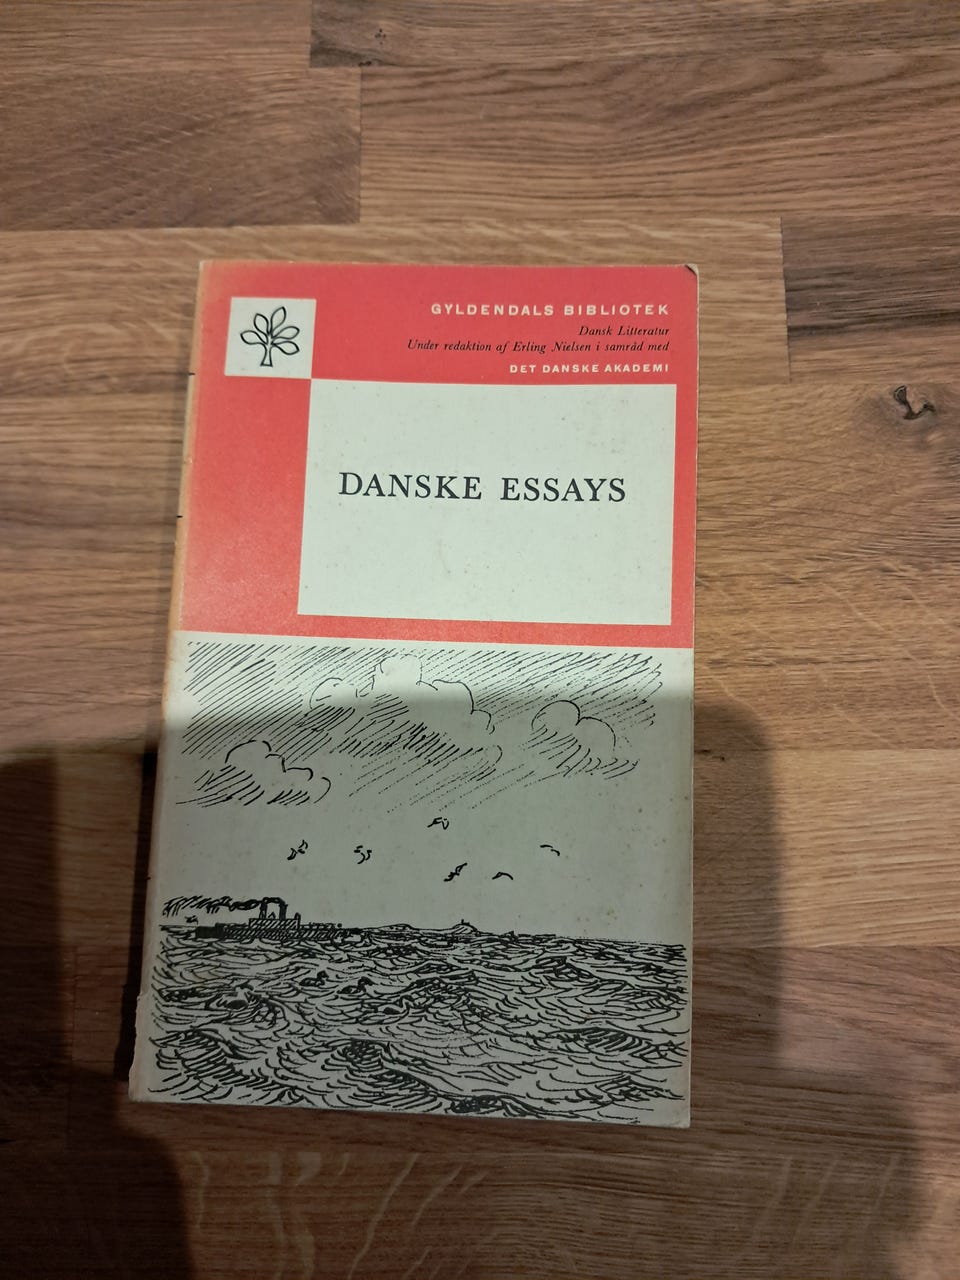 GYLDENDALS BIBLIOTEK
Dansk Litteratur
Under redaktion af Erling Nielsen i samråd med
DET DANSKE AKADEMI
DANSKE ESSAYS